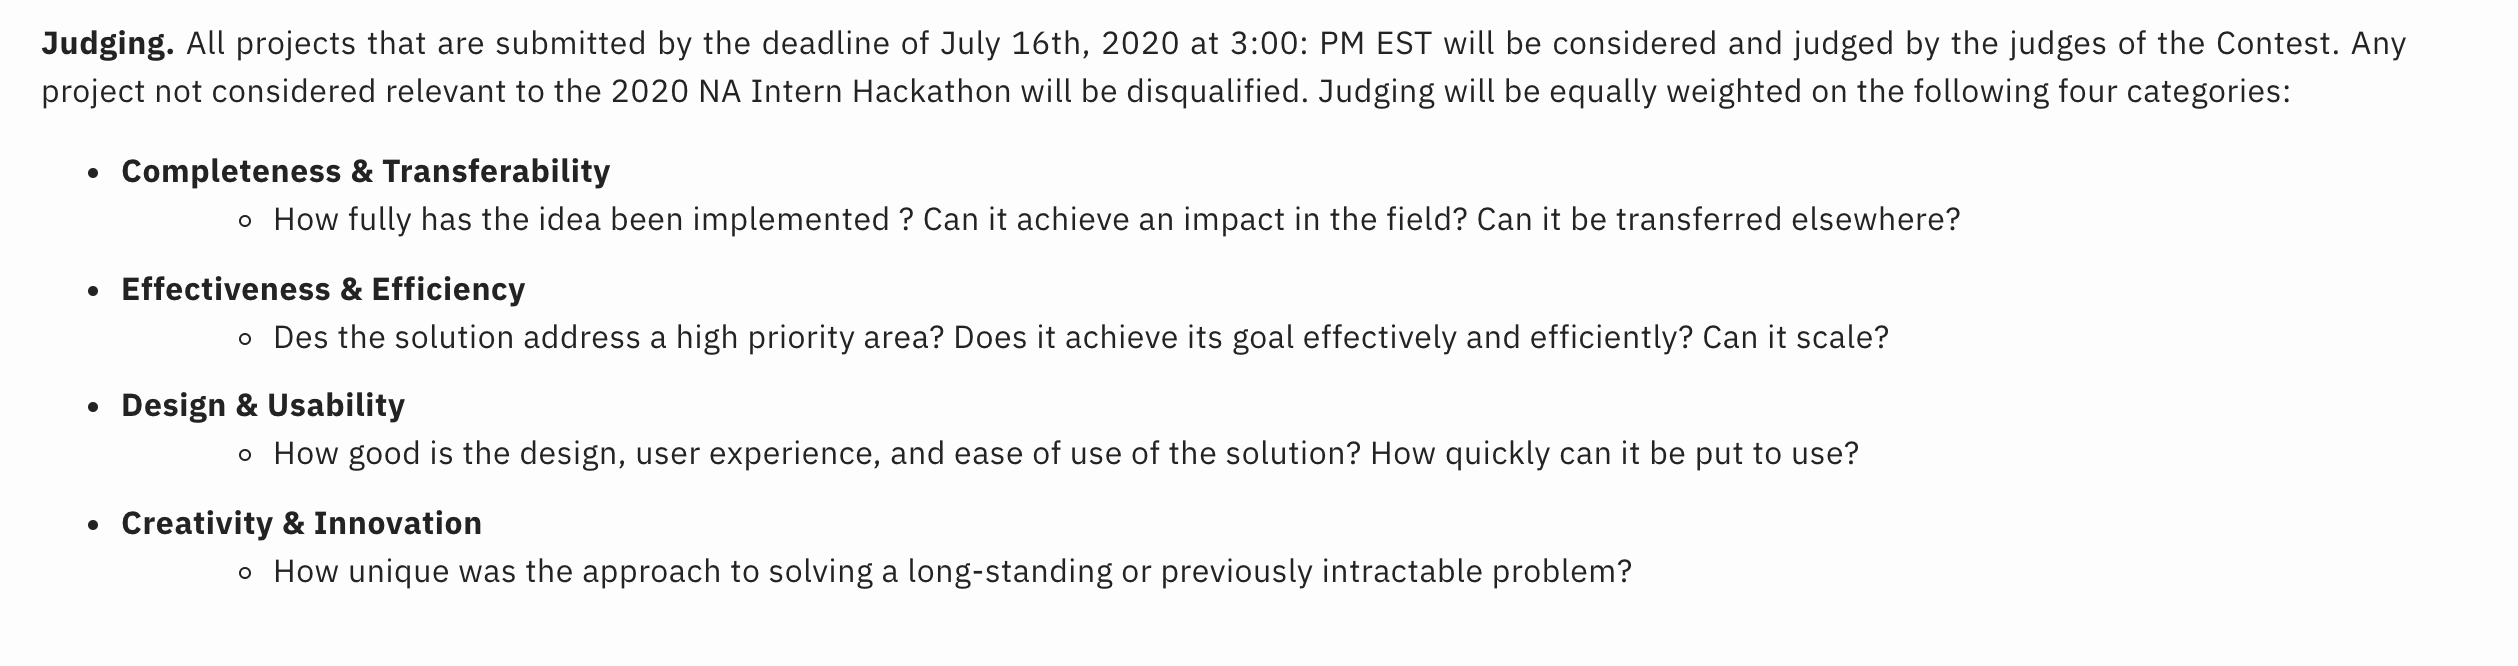 Judging. All projects that are submitted by the deadline of July 16th, 2020 at 3:00: PM EST will be considered and judged by the judges of the Contest. Any
project not considered relevant to the 2020 NA Intern Hackathon will be disqualified. Judging will be equally weighted on the following four categories:
• Completeness & Transferability
◦ How fully has the idea been implemented ? Can it achieve an impact in the field? Can it be transferred elsewhere?
• Effectiveness & Efficiency
◦ Des the solution address a high priority area? Does it achieve its goal effectively and efficiently? Can it scale?
• Design & Usability
◦ How good is the design, user experience, and ease of use of the solution? How quickly can it be put to use?
• Creativity & Innovation
◦ How unique was the approach to solving a long-standing or previously intractable problem?